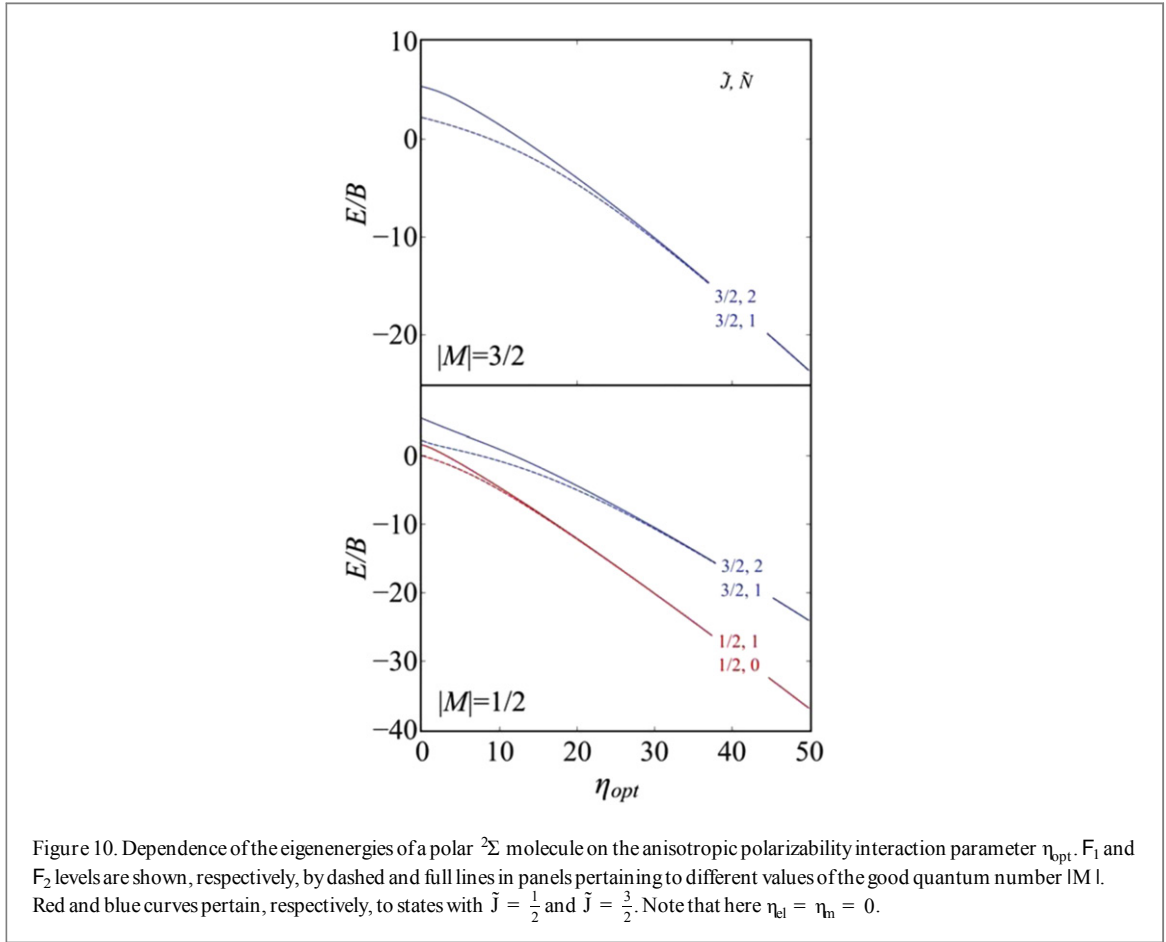 10
J̃, Ñ
0
E/B
−10
3/2, 2
3/2, 1
−20
|M|=3/2
0
−10
E/B
3/2, 2
3/2, 1
−20
1/2, 1
1/2, 0
−30
|M|=1/2
−40
0 10 20 30 40 50
ηopt
Figure 10. Dependence of the eigenenergies of a polar ²Σ molecule on the anisotropic polarizability interaction parameter ηopt. F₁ and
F₂ levels are shown, respectively, by dashed and full lines in panels pertaining to different values of the good quantum number |M|.
Red and blue curves pertain, respectively, to states with J̃ = 1/2 and J̃ = 3/2. Note that here ηel = ηm = 0.